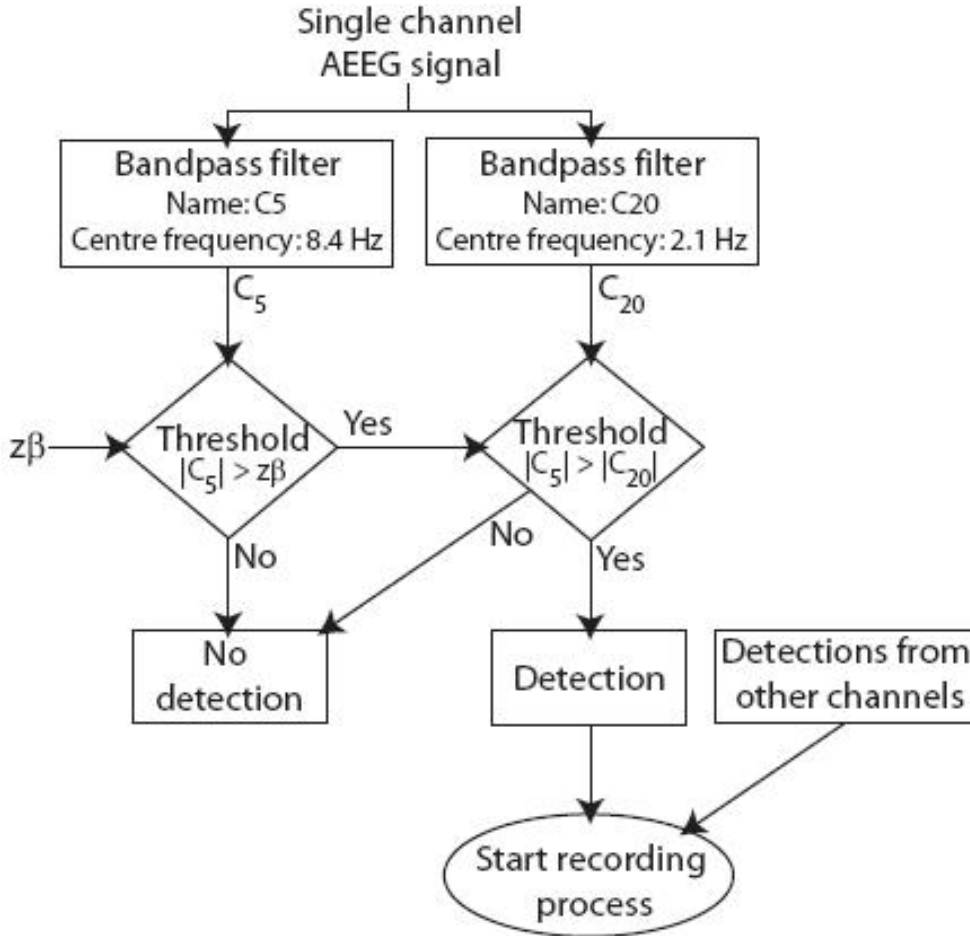 Single channel
AEEG signal
Bandpass filter
Name: C5
Centre frequency: 8.4 Hz
Bandpass filter
Name: C20
Centre frequency: 2.1 Hz
C5
C20
zβ
Threshold
|C5| > zβ
Yes
Threshold
|C5| > |C20|
No
No
Yes
No
detection
Detection
Detections from
other channels
Start recording
process